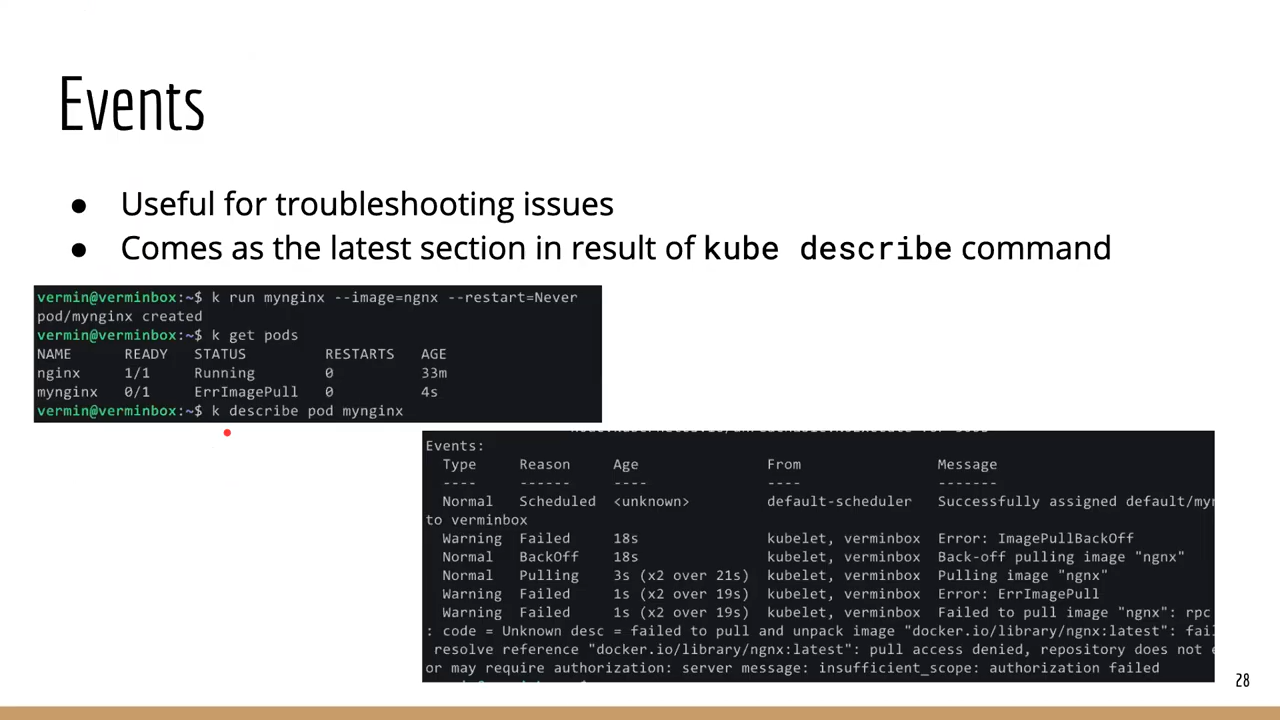 Events
● Useful for troubleshooting issues
● Comes as the latest section in result of kube describe command
vermin@verminbox:~$ k run mynginx --image=ngnx --restart=Never
pod/mynginx created
vermin@verminbox:~$ k get pods
NAME READY STATUS RESTARTS AGE
nginx 1/1 Running 0 33m
mynginx 0/1 ErrImagePull 0 4s
vermin@verminbox:~$ k describe pod mynginx
Events:
Type Reason Age From Message
---- ------ ---- ---- -------
Normal Scheduled <unknown> default-scheduler Successfully assigned default/myn
to verminbox
Warning Failed 18s kubelet, verminbox Error: ImagePullBackOff
Normal BackOff 18s kubelet, verminbox Back-off pulling image "ngnx"
Normal Pulling 3s (x2 over 21s) kubelet, verminbox Pulling image "ngnx"
Warning Failed 1s (x2 over 19s) kubelet, verminbox Error: ErrImagePull
Warning Failed 1s (x2 over 19s) kubelet, verminbox Failed to pull image "ngnx": rpc
: code = Unknown desc = failed to pull and unpack image "docker.io/library/ngnx:latest": fai
resolve reference "docker.io/library/ngnx:latest": pull access denied, repository does not e
or may require authorization: server message: insufficient_scope: authorization failed
28